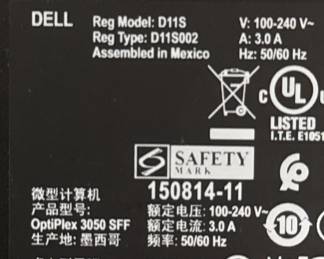 DELL Reg Model: D11S V: 100-240 V~
Reg Type: D11S002 A: 3.0 A
Assembled in Mexico Hz: 50/60 Hz
C UL
LISTED
I.T.E. E1051
SAFETY
MARK
150814-11
微型计算机 额定电压: 100-240 V~
产品型号: 额定电流: 3.0 A
OptiPlex 3050 SFF 频率: 50/60 Hz
生产地: 墨西哥
10